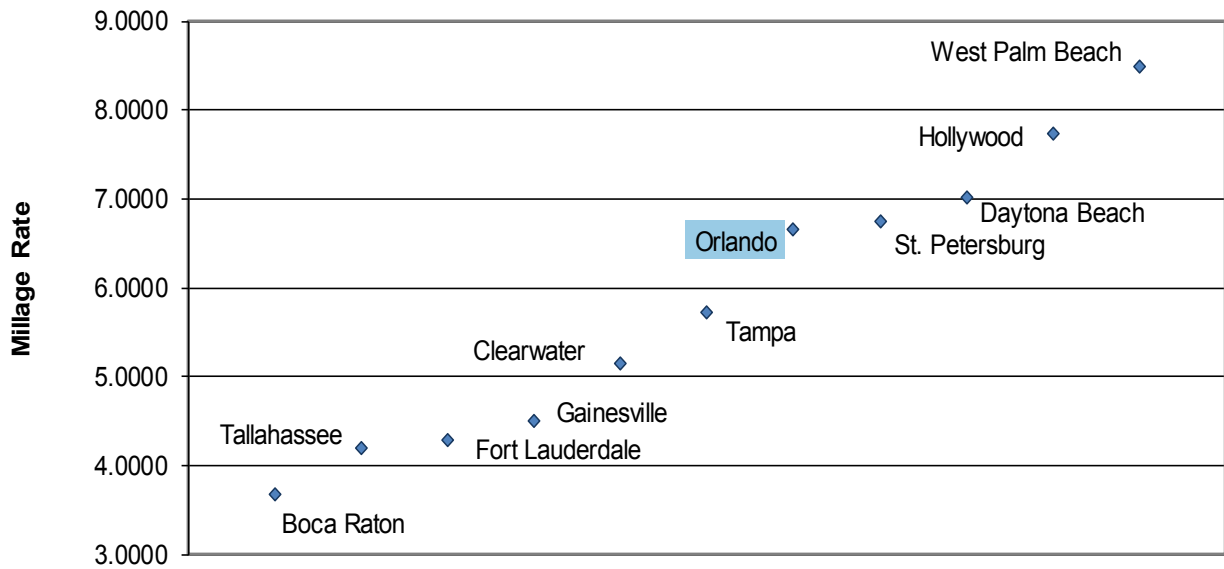 9.0000
West Palm Beach
8.0000
Hollywood
7.0000
Daytona Beach
Orlando
St. Petersburg
6.0000
Millage Rate
Tampa
Clearwater
5.0000
Gainesville
Tallahassee
Fort Lauderdale
4.0000
Boca Raton
3.0000